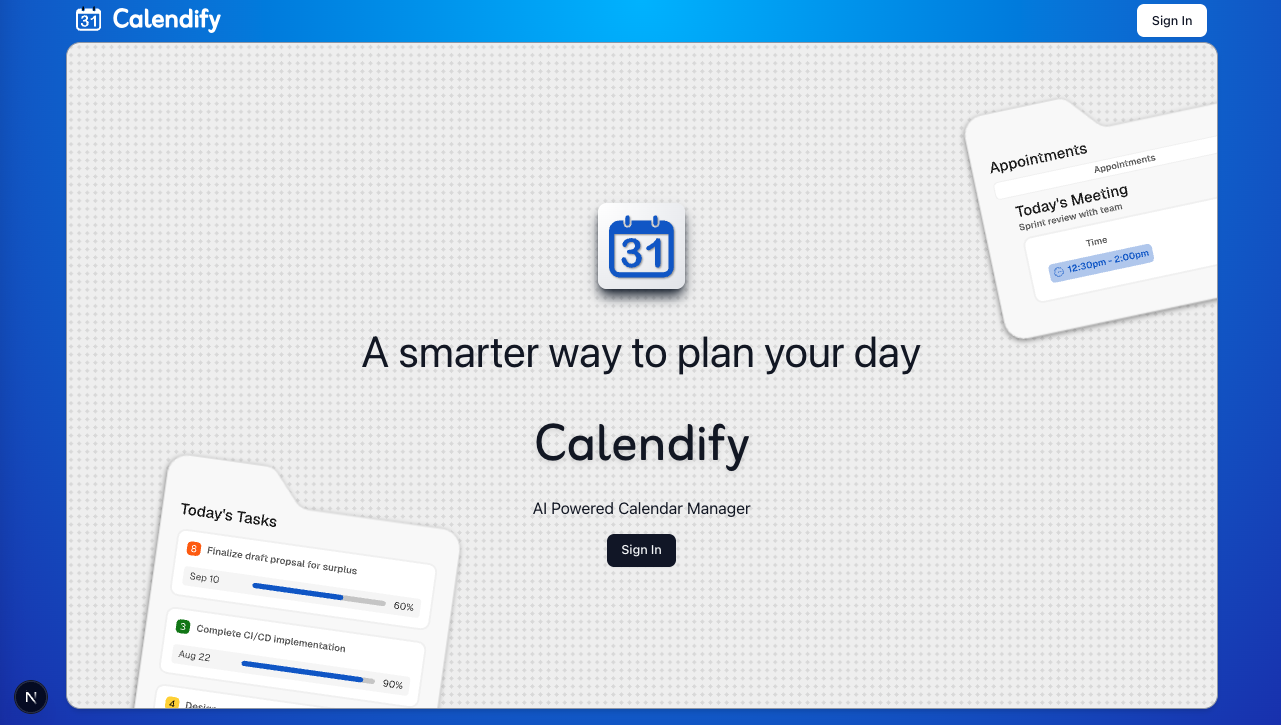 31 Calendify
Sign In
Appointments
Appointments
Today's Meeting
Sprint review with team
Time
12:30pm - 2:00pm
31
A smarter way to plan your day
Calendify
AI Powered Calendar Manager
Sign In
Today's Tasks
8 Finalize draft propsal for surplus
Sep 10 60%
3 Complete CI/CD implementation
Aug 22 90%
4
N